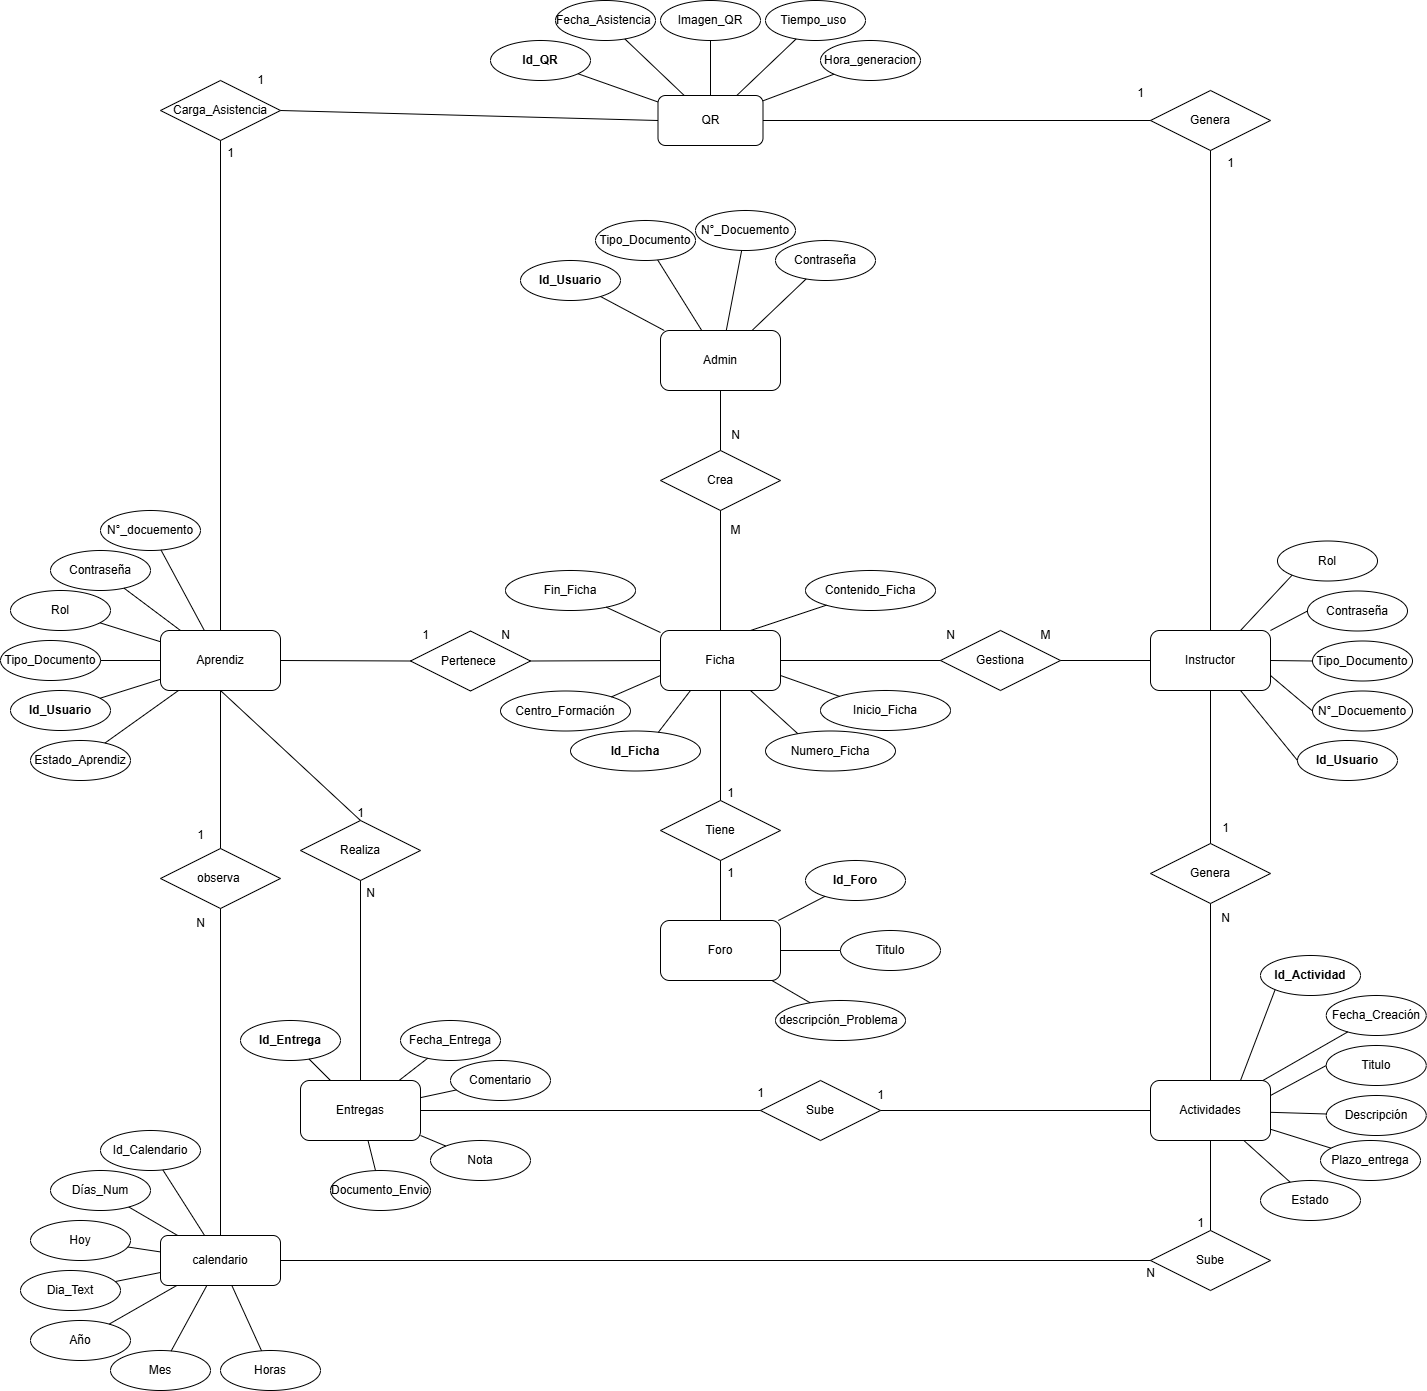 Fecha_Asistencia
Imagen_QR
Tiempo_uso
Id_QR
Hora_generacion
1
Carga_Asistencia
QR
1
Genera
1
1
Tipo_Documento
N°_Docuemento
Contraseña
Id_Usuario
Admin
N
Crea
M
N°_docuemento
Contraseña
Rol
Tipo_Documento
Id_Usuario
Estado_Aprendiz
Aprendiz
1
Pertenece
N
Fin_Ficha
Contenido_Ficha
Ficha
Centro_Formación
Id_Ficha
Numero_Ficha
Inicio_Ficha
N
Gestiona
M
Instructor
Rol
Contraseña
Tipo_Documento
N°_Docuemento
Id_Usuario
1
Tiene
1
1
Realiza
N
1
observa
N
1
Genera
N
Id_Foro
Foro
Titulo
descripción_Problema
Id_Actividad
Fecha_Creación
Titulo
Descripción
Plazo_entrega
Estado
Actividades
Id_Entrega
Fecha_Entrega
Comentario
Entregas
Nota
Documento_Envio
1
Sube
1
Id_Calendario
Días_Num
Hoy
Dia_Text
Año
Mes
Horas
calendario
1
Sube
N